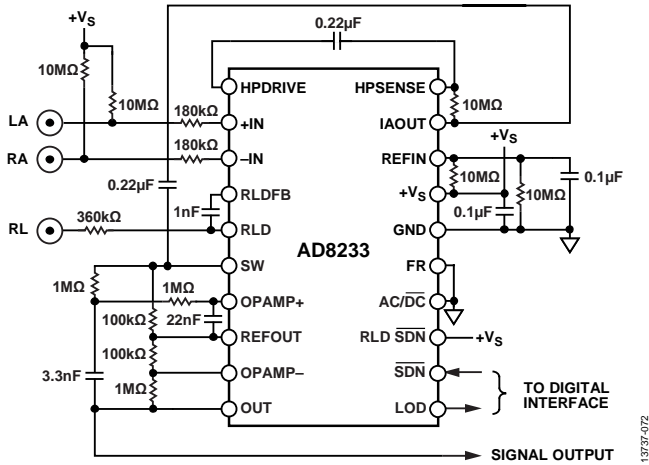 0.22µF
+VS
10MΩ
10MΩ
LA
180kΩ
RA
180kΩ
0.22µF
1nF
RL
360kΩ
1MΩ
1MΩ
100kΩ
22nF
100kΩ
3.3nF
1MΩ
HPDRIVE
+IN
–IN
RLDFB
RLD
SW
OPAMP+
REFOUT
OPAMP–
OUT
AD8233
HPSENSE
IAOUT
REFIN
+VS
GND
FR
AC/DC
RLD SDN
SDN
LOD
10MΩ
+VS
10MΩ
10MΩ
0.1µF
0.1µF
+VS
TO DIGITAL
INTERFACE
SIGNAL OUTPUT
13737-072